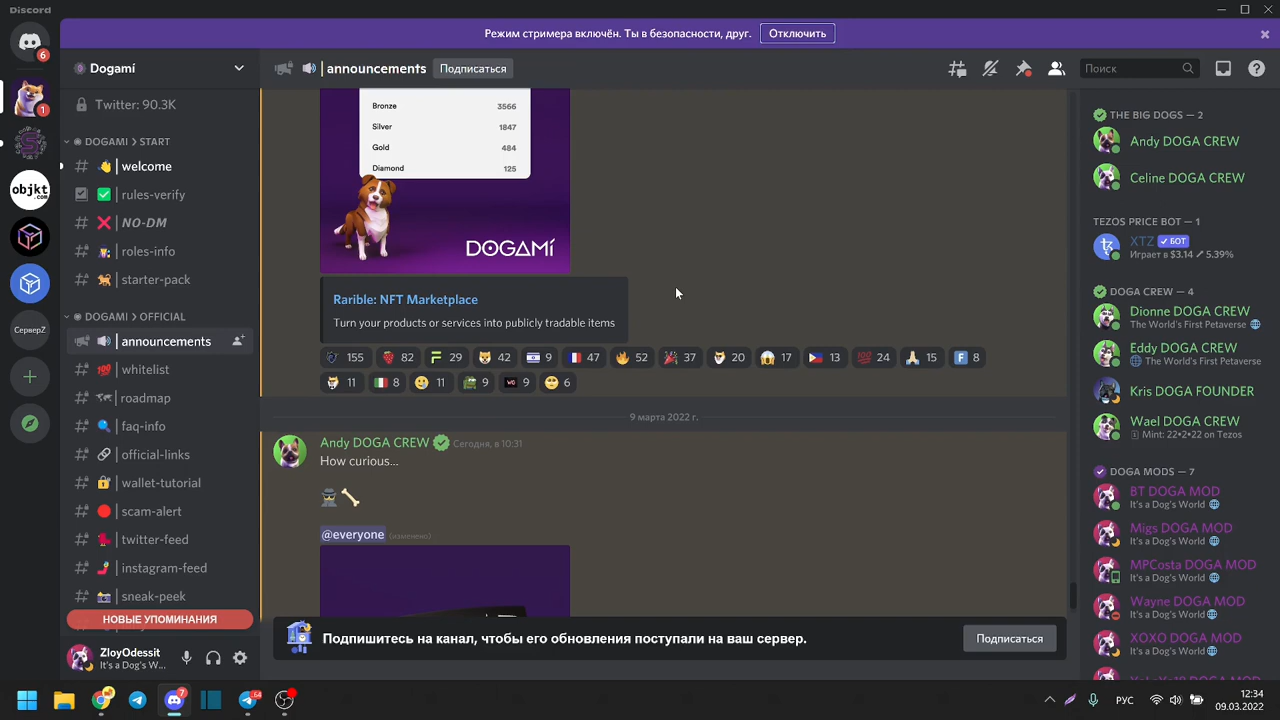 Discord
Режим стримера включён. Ты в безопасности, друг.
Отключить
Dogamí
announcements
Подписаться
Поиск
Twitter: 90.3K
DOGAMI > START
welcome
rules-verify
NO-DM
roles-info
starter-pack
DOGAMI > OFFICIAL
announcements
whitelist
roadmap
faq-info
official-links
wallet-tutorial
scam-alert
twitter-feed
instagram-feed
sneak-peek
НОВЫЕ УПОМИНАНИЯ
ZloyOdessit
It's a Dog's W...
6
1
objkt
.com
СерверZ
Bronze 3566
Silver 1847
Gold 484
Diamond 125
DOGAMÍ
Rarible: NFT Marketplace
Turn your products or services into publicly tradable items
155 82 29 42 9 47 52 37 20 17 13 24 15 8
11 8 11 9 9 6
9 марта 2022 г.
Andy DOGA CREW Сегодня, в 10:31
How curious...
@everyone (изменено)
Подпишитесь на канал, чтобы его обновления поступали на ваш сервер.
Подписаться
THE BIG DOGS – 2
Andy DOGA CREW
Celine DOGA CREW
TEZOS PRICE BOT – 1
XTZ БОТ
Играет в $3.14 5.39%
DOGA CREW – 4
Dionne DOGA CREW
The World's First Petaverse
Eddy DOGA CREW
The World's First Petaverse
Kris DOGA FOUNDER
Wael DOGA CREW
Mint: 22•2•22 on Tezos
DOGA MODS – 7
BT DOGA MOD
It's a Dog's World
Migs DOGA MOD
It's a Dog's World
MPCosta DOGA MOD
It's a Dog's World
Wayne DOGA MOD
It's a Dog's World
XOXO DOGA MOD
It's a Dog's World
7
РУС
12:34
09.03.2022